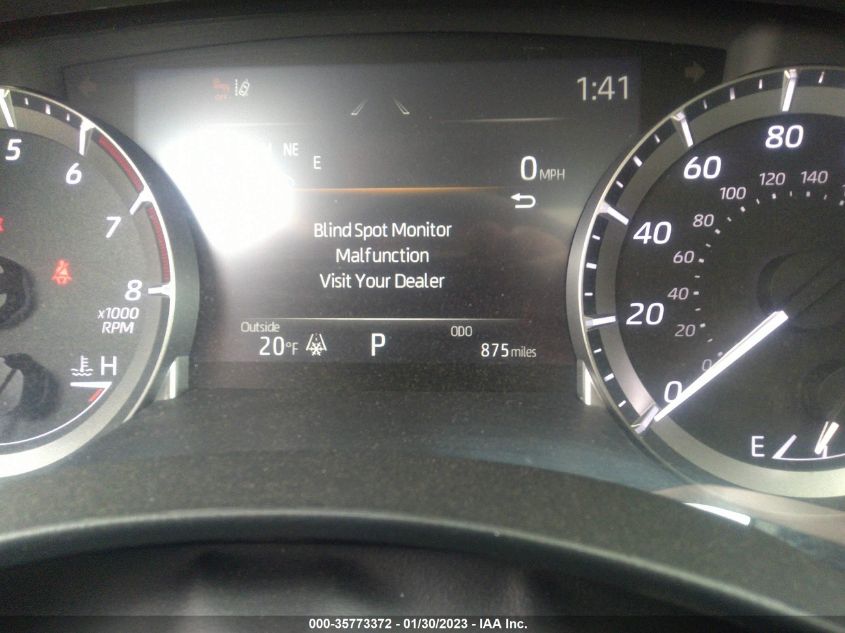 1:41
NE
E
0 MPH
Blind Spot Monitor
Malfunction
Visit Your Dealer
Outside
20°F
P
ODO
875 miles
5
6
7
8
x1000
RPM
H
0
20
40
60
80
0
20
40
60
80
100
120
140
E
000-35773372 - 01/30/2023 - IAA Inc.